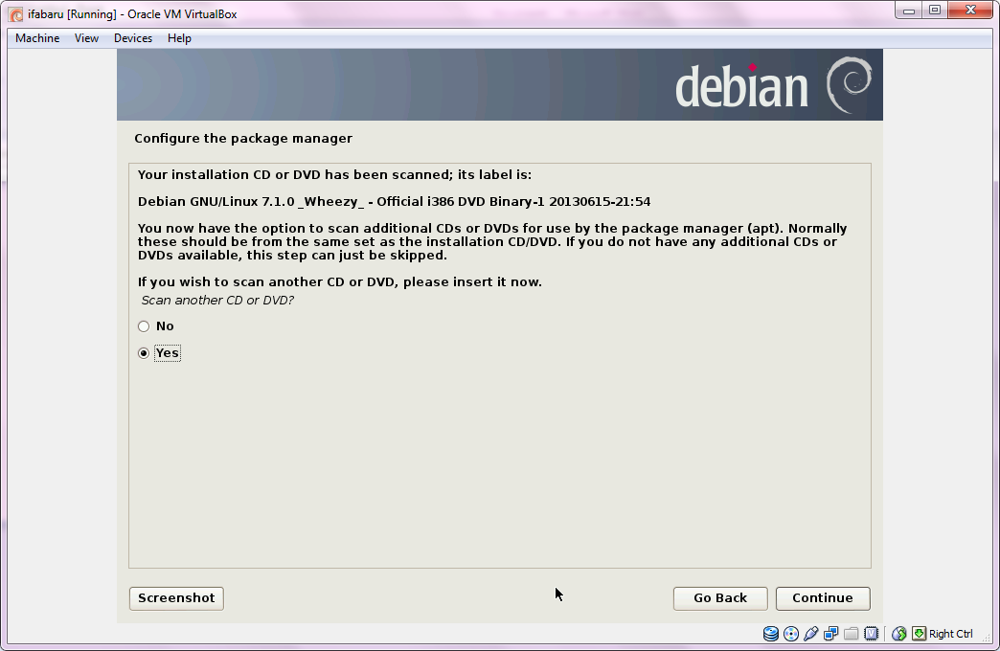 ifabaru [Running] - Oracle VM VirtualBox
Machine View Devices Help
debian
Configure the package manager
Your installation CD or DVD has been scanned; its label is:
Debian GNU/Linux 7.1.0 _Wheezy_ - Official i386 DVD Binary-1 20130615-21:54
You now have the option to scan additional CDs or DVDs for use by the package manager (apt). Normally
these should be from the same set as the installation CD/DVD. If you do not have any additional CDs or
DVDs available, this step can just be skipped.
If you wish to scan another CD or DVD, please insert it now.
Scan another CD or DVD?
No
Yes
Screenshot Go Back Continue
Right Ctrl